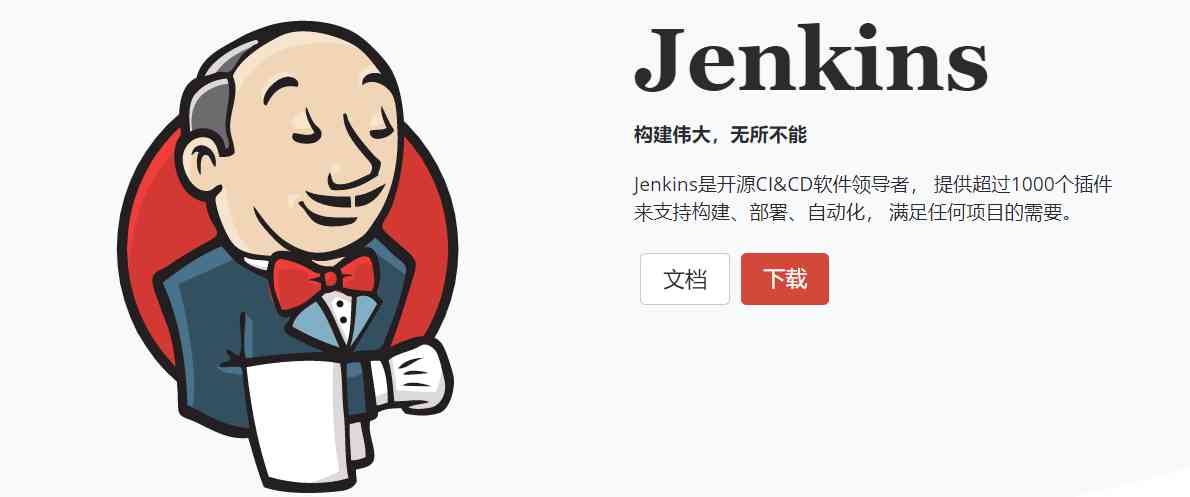 Jenkins
构建伟大，无所不能
Jenkins是开源CI&CD软件领导者， 提供超过1000个插件
来支持构建、部署、自动化， 满足任何项目的需要。
文档 下载